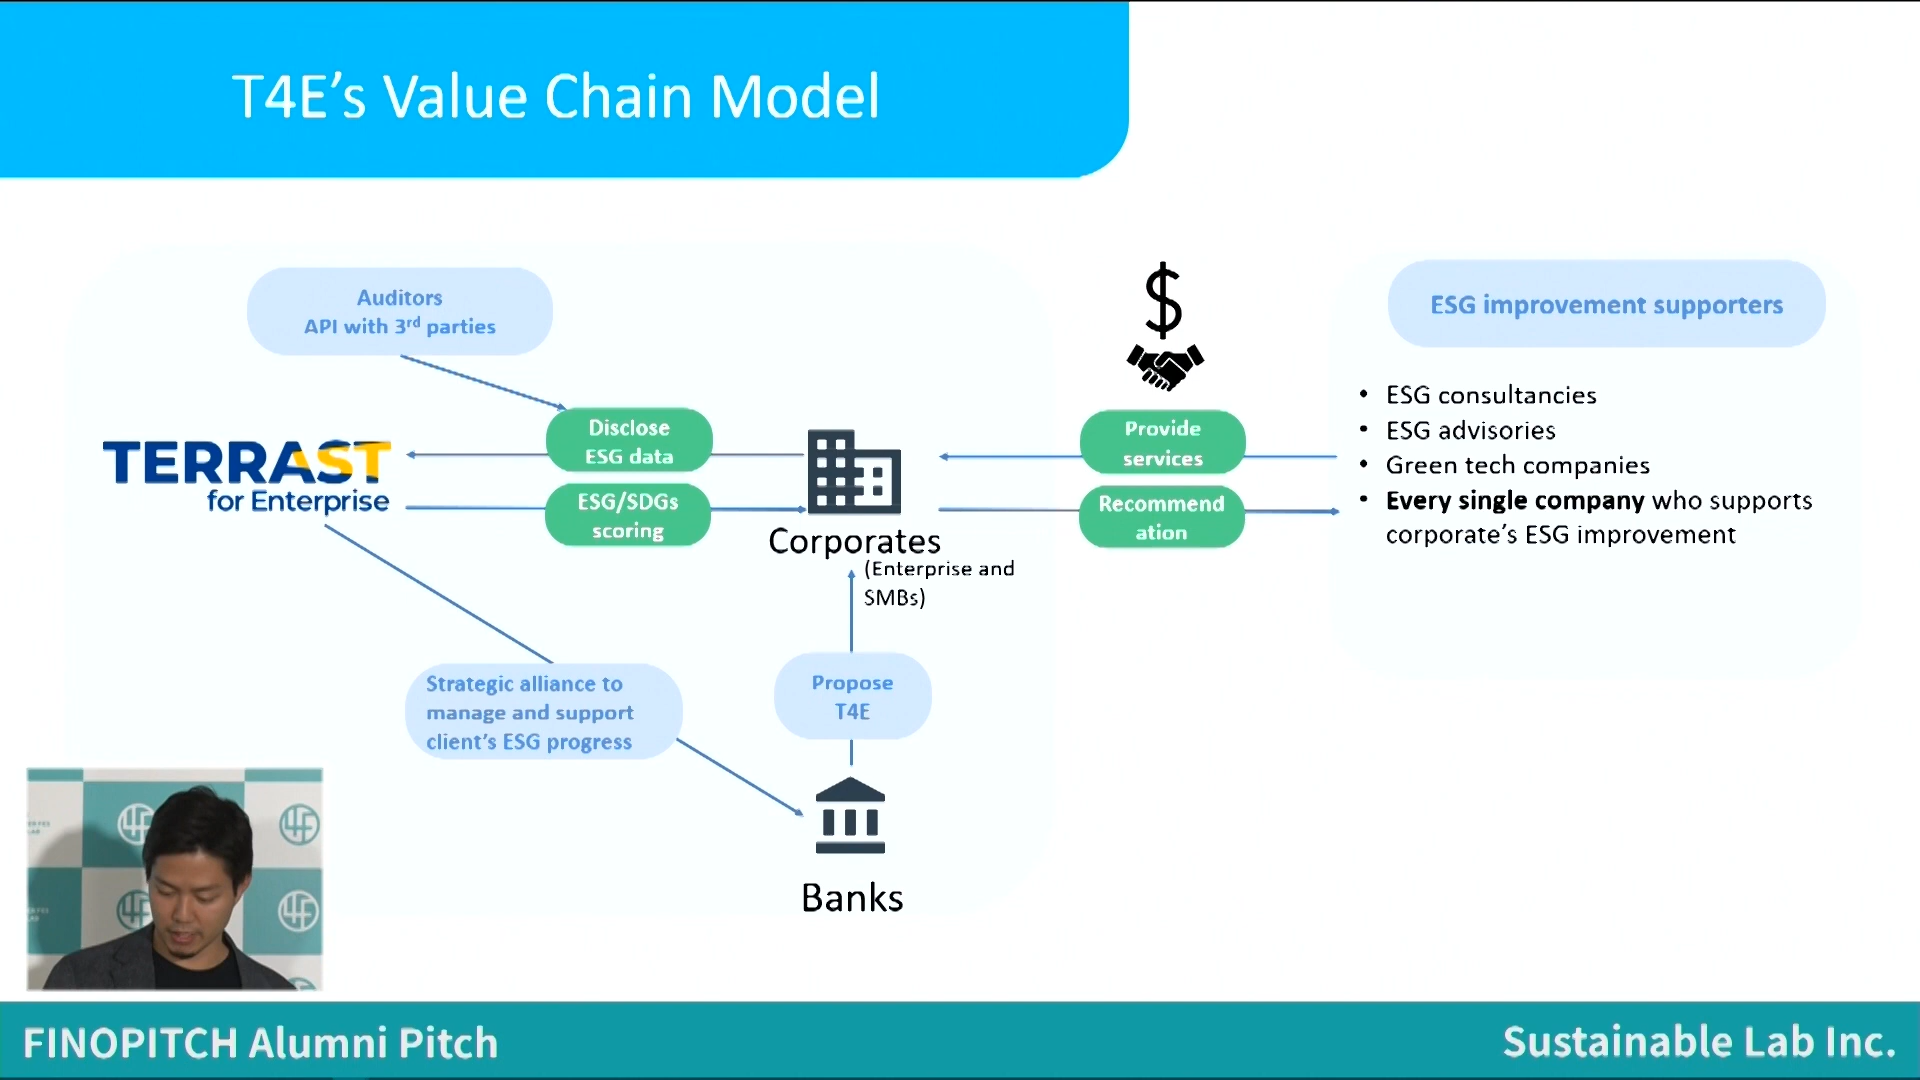 T4E’s Value Chain Model
Auditors
API with 3rd parties
ESG improvement supporters
TERRAST
for Enterprise
Disclose
ESG data
ESG/SDGs
scoring
Corporates
(Enterprise and
SMBs)
$
Provide
services
Recommend
ation
• ESG consultancies
• ESG advisories
• Green tech companies
• Every single company who supports
corporate’s ESG improvement
Strategic alliance to
manage and support
client’s ESG progress
Propose
T4E
Banks
FINOPITCH Alumni Pitch
Sustainable Lab Inc.